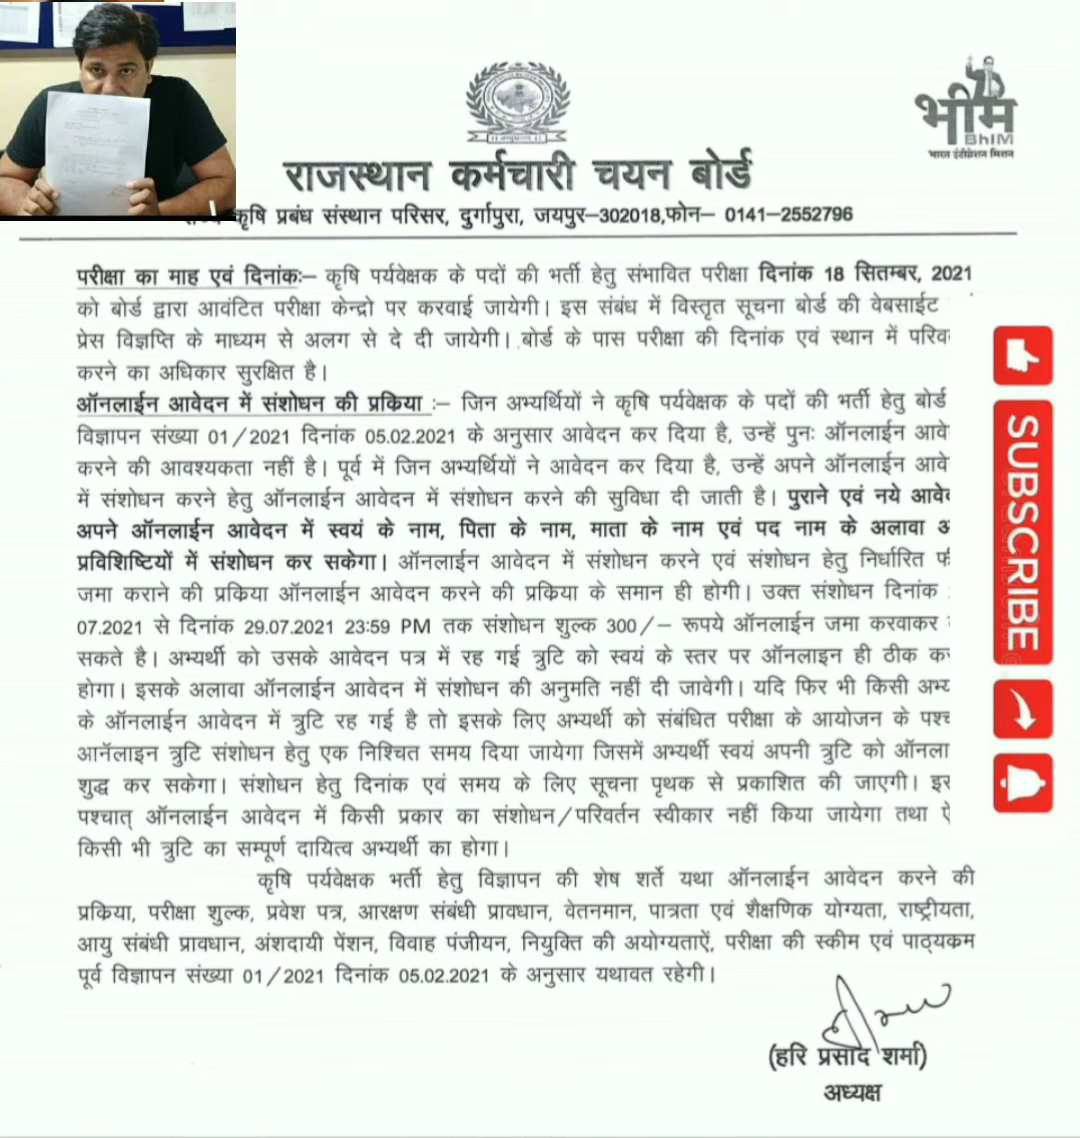 भीम
BhIM
भारत इंटीग्रेशन मिशन
राजस्थान कर्मचारी चयन बोर्ड
कृषि प्रबंध संस्थान परिसर, दुर्गापुरा, जयपुर–302018,फोन– 0141–2552796
परीक्षा का माह एवं दिनांकः– कृषि पर्यवेक्षक के पदों की भर्ती हेतु संभावित परीक्षा दिनांक 18 सितम्बर, 2021
को बोर्ड द्वारा आवंटित परीक्षा केन्द्रो पर करवाई जायेगी। इस संबंध में विस्तृत सूचना बोर्ड की वेबसाईट
प्रेस विज्ञप्ति के माध्यम से अलग से दे दी जायेगी। बोर्ड के पास परीक्षा की दिनांक एवं स्थान में परिव
करने का अधिकार सुरक्षित है।
ऑनलाईन आवेदन में संशोधन की प्रकिया :– जिन अभ्यर्थियों ने कृषि पर्यवेक्षक के पदों की भर्ती हेतु बोर्ड
विज्ञापन संख्या 01/2021 दिनांक 05.02.2021 के अनुसार आवेदन कर दिया है, उन्हें पुनः ऑनलाईन आवे
करने की आवश्यकता नहीं है। पूर्व में जिन अभ्यर्थियों ने आवेदन कर दिया है, उन्हें अपने ऑनलाईन आवे
में संशोधन करने हेतु ऑनलाईन आवेदन में संशोधन करने की सुविधा दी जाती है। पुराने एवं नये आवेद
अपने ऑनलाईन आवेदन में स्वयं के नाम, पिता के नाम, माता के नाम एवं पद नाम के अलावा अ
प्रविशिष्टियों में संशोधन कर सकेगा। ऑनलाईन आवेदन में संशोधन करने एवं संशोधन हेतु निर्धारित फी
जमा कराने की प्रकिया ऑनलाईन आवेदन करने की प्रकिया के समान ही होगी। उक्त संशोधन दिनांक
07.2021 से दिनांक 29.07.2021 23:59 PM तक संशोधन शुल्क 300/– रूपये ऑनलाईन जमा करवाकर
सकते है। अभ्यर्थी को उसके आवेदन पत्र में रह गई त्रुटि को स्वयं के स्तर पर ऑनलाइन ही ठीक कर
होगा। इसके अलावा ऑनलाईन आवेदन में संशोधन की अनुमति नहीं दी जावेगी। यदि फिर भी किसी अभ्य
के ऑनलाईन आवेदन में त्रुटि रह गई है तो इसके लिए अभ्यर्थी को संबंधित परीक्षा के आयोजन के पश्च
आनॅलाइन त्रुटि संशोधन हेतु एक निश्चित समय दिया जायेगा जिसमें अभ्यर्थी स्वयं अपनी त्रुटि को ऑनला
शुद्ध कर सकेगा। संशोधन हेतु दिनांक एवं समय के लिए सूचना पृथक से प्रकाशित की जाएगी। इस
पश्चात् ऑनलाईन आवेदन में किसी प्रकार का संशोधन/परिवर्तन स्वीकार नहीं किया जायेगा तथा ऐ
किसी भी त्रुटि का सम्पूर्ण दायित्व अभ्यर्थी का होगा।
कृषि पर्यवेक्षक भर्ती हेतु विज्ञापन की शेष शर्ते यथा ऑनलाईन आवेदन करने की
प्रकिया, परीक्षा शुल्क, प्रवेश पत्र, आरक्षण संबंधी प्रावधान, वेतनमान, पात्रता एवं शैक्षणिक योग्यता, राष्ट्रीयता,
आयु संबंधी प्रावधान, अंशदायी पेंशन, विवाह पंजीयन, नियुक्ति की अयोग्यताऐं, परीक्षा की स्कीम एवं पाठ्यकम
पूर्व विज्ञापन संख्या 01/2021 दिनांक 05.02.2021 के अनुसार यथावत रहेगी।
(हरि प्रसाद शर्मा)
अध्यक्ष
SUBSCRIBE